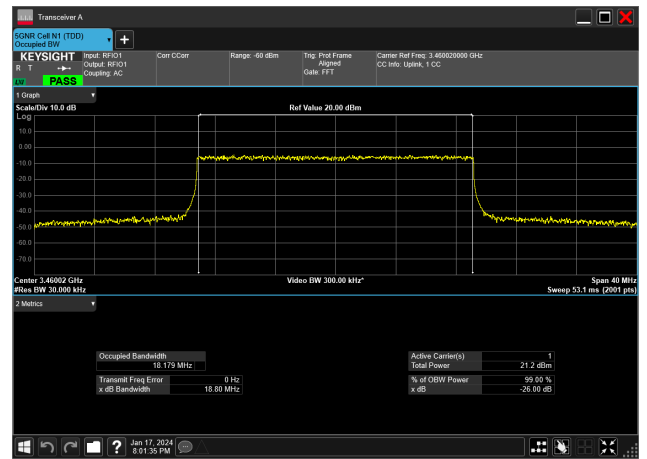 Transceiver A
5GNR Cell N1 (TDD)
Occupied BW
KEYSIGHT
R T
LW PASS
Input: RFIO1
Output: RFIO1
Coupling: AC
Corr CCorr
Range: -60 dBm
Trig: Prot Frame
Aligned
Gate: FFT
Carrier Ref Freq: 3.460020000 GHz
CC Info: Uplink, 1 CC
1 Graph
Scale/Div 10.0 dB
Ref Value 20.00 dBm
Log
10.0
0.00
-10.0
-20.0
-30.0
-40.0
-50.0
-60.0
-70.0
Center 3.46002 GHz
Video BW 300.00 kHz*
Span 40 MHz
#Res BW 30.000 kHz
Sweep 53.1 ms (2001 pts)
2 Metrics
Occupied Bandwidth
18.179 MHz
Active Carrier(s) 1
Total Power 21.2 dBm
Transmit Freq Error 0 Hz
x dB Bandwidth 18.80 MHz
% of OBW Power 99.00 %
x dB -26.00 dB
Jan 17, 2024
8:01:35 PM